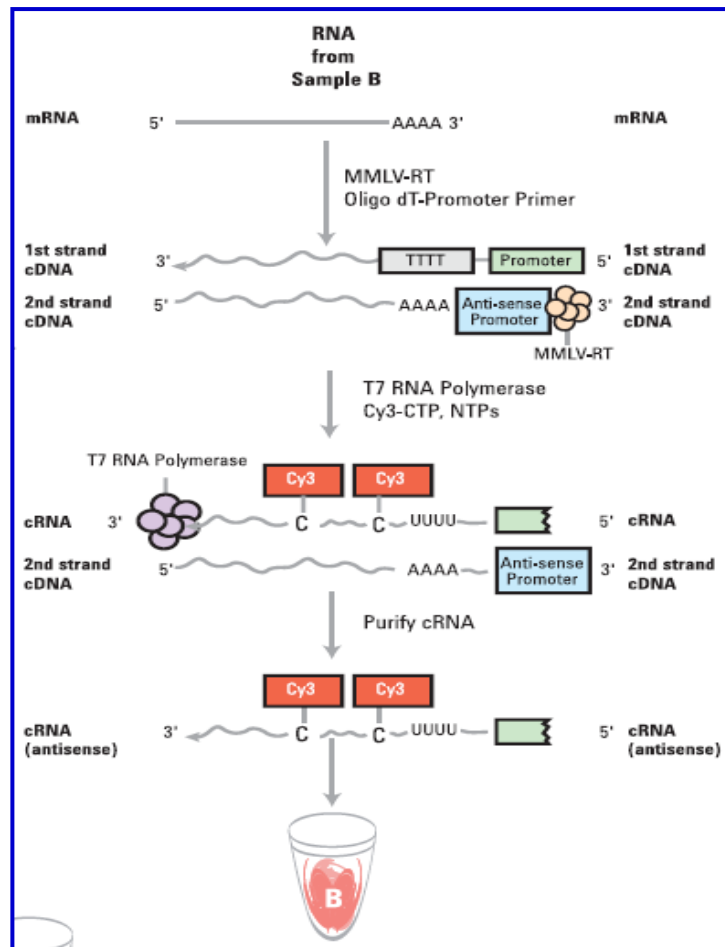 RNA
from
Sample B
mRNA 5' AAAA 3' mRNA
MMLV-RT
Oligo dT-Promoter Primer
1st strand
cDNA
3'
TTTT
Promoter
5'
1st strand
cDNA
2nd strand
cDNA
5'
AAAA
Anti-sense
Promoter
3'
2nd strand
cDNA
MMLV-RT
T7 RNA Polymerase
Cy3-CTP, NTPs
T7 RNA Polymerase
Cy3 Cy3
cRNA 3' C C UUUU 5' cRNA
2nd strand
cDNA
5'
AAAA
Anti-sense
Promoter
3'
2nd strand
cDNA
Purify cRNA
Cy3 Cy3
cRNA
(antisense)
3'
C C UUUU
5'
cRNA
(antisense)
B